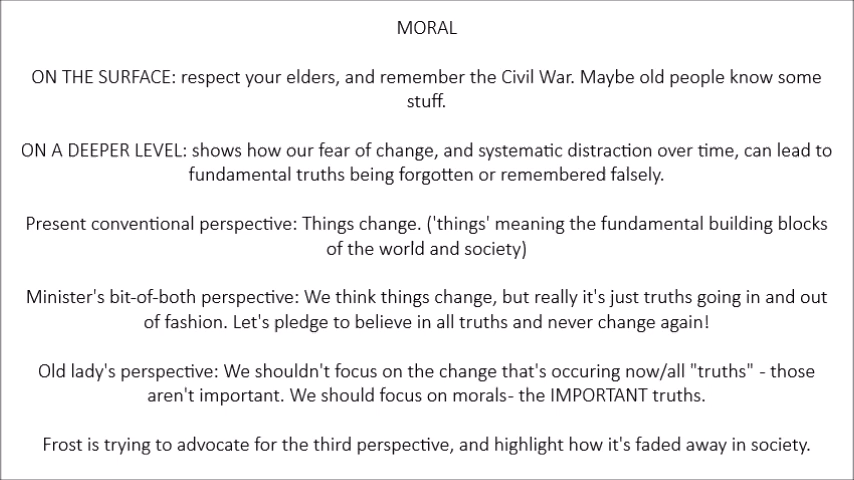 MORAL
ON THE SURFACE: respect your elders, and remember the Civil War. Maybe old people know some
stuff.
ON A DEEPER LEVEL: shows how our fear of change, and systematic distraction over time, can lead to
fundamental truths being forgotten or remembered falsely.
Present conventional perspective: Things change. ('things' meaning the fundamental building blocks
of the world and society)
Minister's bit-of-both perspective: We think things change, but really it's just truths going in and out
of fashion. Let's pledge to believe in all truths and never change again!
Old lady's perspective: We shouldn't focus on the change that's occuring now/all "truths" - those
aren't important. We should focus on morals- the IMPORTANT truths.
Frost is trying to advocate for the third perspective, and highlight how it's faded away in society.